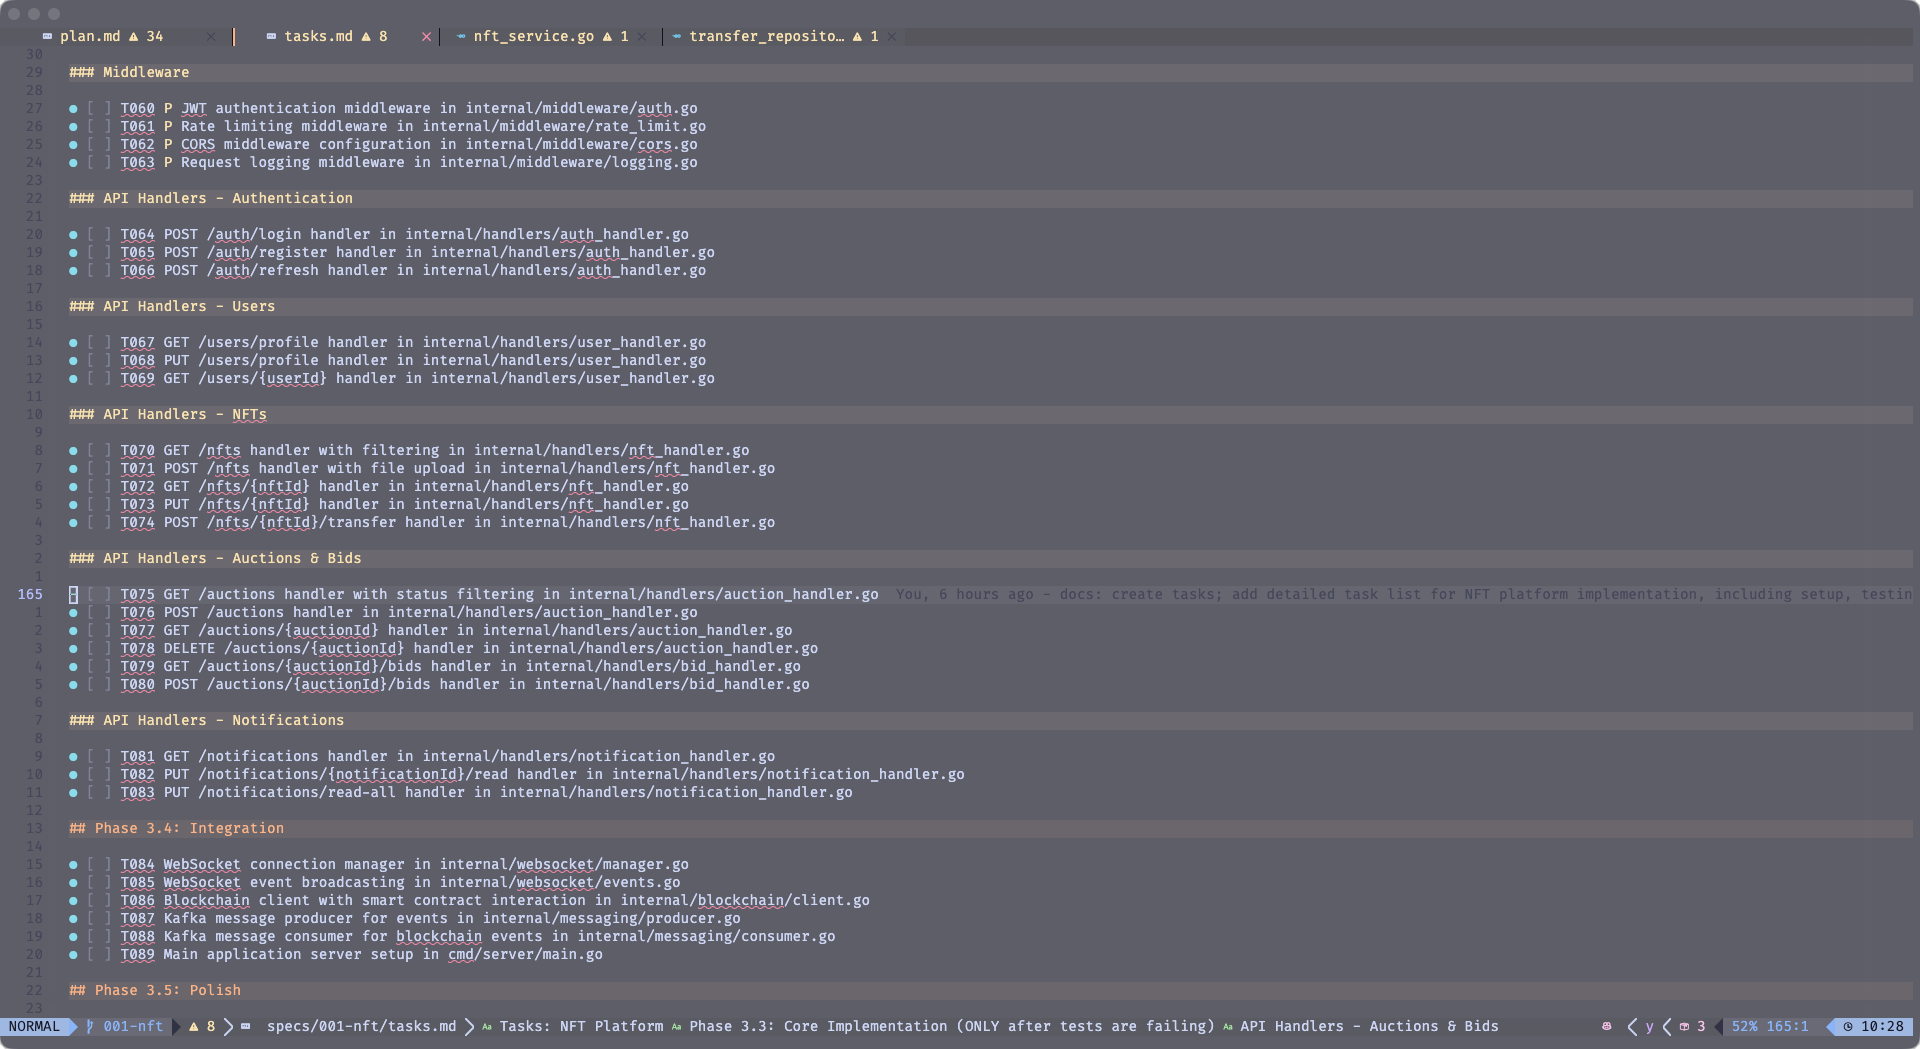 plan.md 34 × tasks.md 8 × nft_service.go 1 × transfer_reposito… 1 ×
30
29 ### Middleware
28
27 [ ] T060 P JWT authentication middleware in internal/middleware/auth.go
26 [ ] T061 P Rate limiting middleware in internal/middleware/rate_limit.go
25 [ ] T062 P CORS middleware configuration in internal/middleware/cors.go
24 [ ] T063 P Request logging middleware in internal/middleware/logging.go
23
22 ### API Handlers - Authentication
21
20 [ ] T064 POST /auth/login handler in internal/handlers/auth_handler.go
19 [ ] T065 POST /auth/register handler in internal/handlers/auth_handler.go
18 [ ] T066 POST /auth/refresh handler in internal/handlers/auth_handler.go
17
16 ### API Handlers - Users
15
14 [ ] T067 GET /users/profile handler in internal/handlers/user_handler.go
13 [ ] T068 PUT /users/profile handler in internal/handlers/user_handler.go
12 [ ] T069 GET /users/{userId} handler in internal/handlers/user_handler.go
11
10 ### API Handlers - NFTs
9
8 [ ] T070 GET /nfts handler with filtering in internal/handlers/nft_handler.go
7 [ ] T071 POST /nfts handler with file upload in internal/handlers/nft_handler.go
6 [ ] T072 GET /nfts/{nftId} handler in internal/handlers/nft_handler.go
5 [ ] T073 PUT /nfts/{nftId} handler in internal/handlers/nft_handler.go
4 [ ] T074 POST /nfts/{nftId}/transfer handler in internal/handlers/nft_handler.go
3
2 ### API Handlers - Auctions & Bids
1
165 - [ ] T075 GET /auctions handler with status filtering in internal/handlers/auction_handler.go You, 6 hours ago - docs: create tasks; add detailed task list for NFT platform implementation, including setup, testin
1 [ ] T076 POST /auctions handler in internal/handlers/auction_handler.go
2 [ ] T077 GET /auctions/{auctionId} handler in internal/handlers/auction_handler.go
3 [ ] T078 DELETE /auctions/{auctionId} handler in internal/handlers/auction_handler.go
4 [ ] T079 GET /auctions/{auctionId}/bids handler in internal/handlers/bid_handler.go
5 [ ] T080 POST /auctions/{auctionId}/bids handler in internal/handlers/bid_handler.go
6
7 ### API Handlers - Notifications
8
9 [ ] T081 GET /notifications handler in internal/handlers/notification_handler.go
10 [ ] T082 PUT /notifications/{notificationId}/read handler in internal/handlers/notification_handler.go
11 [ ] T083 PUT /notifications/read-all handler in internal/handlers/notification_handler.go
12
13 ## Phase 3.4: Integration
14
15 [ ] T084 WebSocket connection manager in internal/websocket/manager.go
16 [ ] T085 WebSocket event broadcasting in internal/websocket/events.go
17 [ ] T086 Blockchain client with smart contract interaction in internal/blockchain/client.go
18 [ ] T087 Kafka message producer for events in internal/messaging/producer.go
19 [ ] T088 Kafka message consumer for blockchain events in internal/messaging/consumer.go
20 [ ] T089 Main application server setup in cmd/server/main.go
21
22 ## Phase 3.5: Polish
23
NORMAL 001-nft 8 specs/001-nft/tasks.md Aa Tasks: NFT Platform Aa Phase 3.3: Core Implementation (ONLY after tests are failing) Aa API Handlers - Auctions & Bids y 3 52% 165:1 10:28